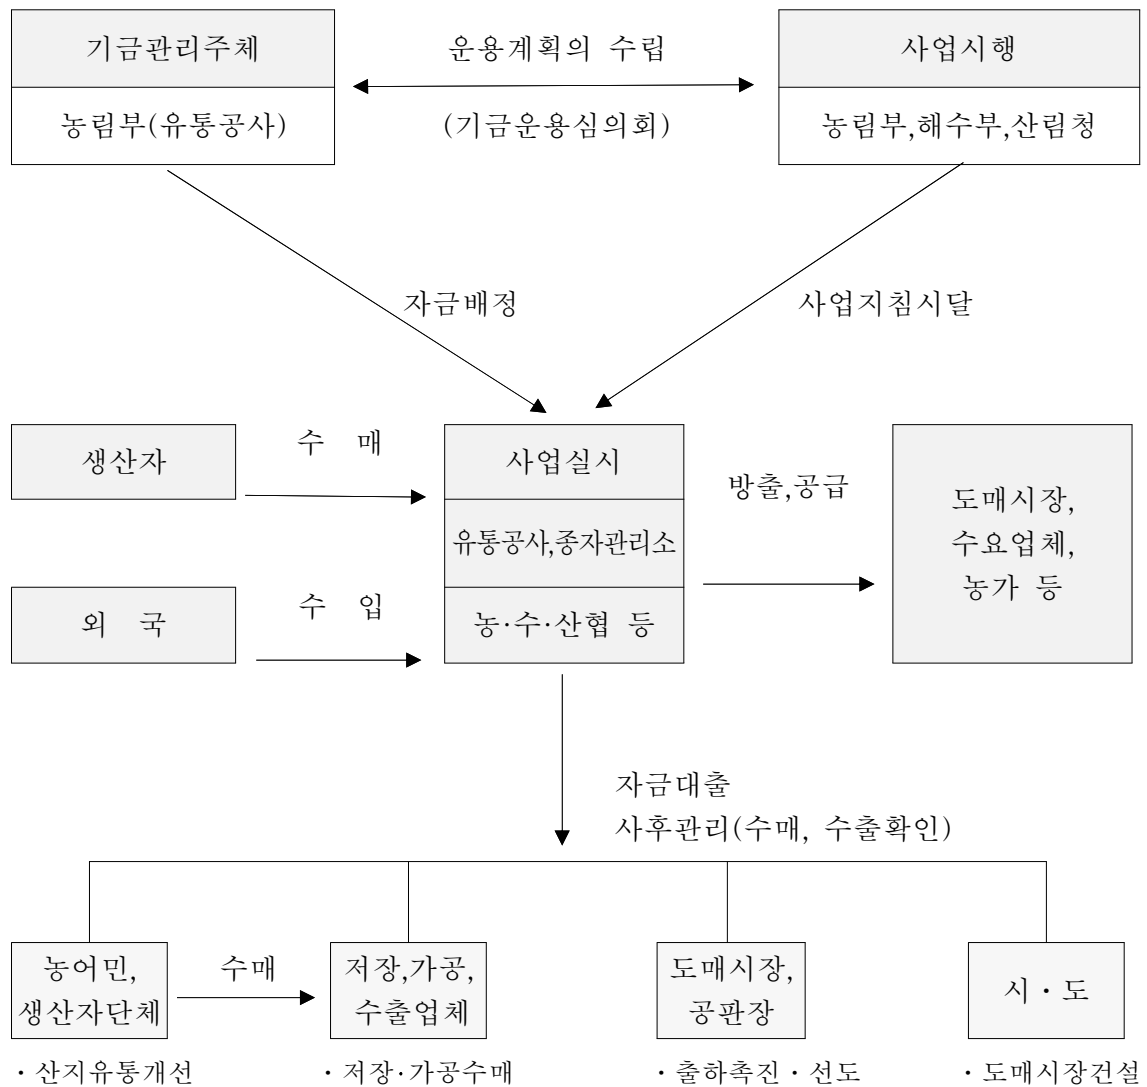 기금관리주체
운용계획의 수립
사업시행
농림부(유통공사)
(기금운용심의회)
농림부,해수부,산림청
자금배정
사업지침시달
생산자
수 매
사업실시
방출,공급
도매시장,
수요업체,
농가 등
유통공사,종자관리소
외 국
수 입
농·수·산협 등
자금대출
사후관리(수매, 수출확인)
농어민,
생산자단체
수매
저장,가공,
수출업체
도매시장,
공판장
시·도
·산지유통개선
·저장·가공수매
·출하촉진·선도
·도매시장건설